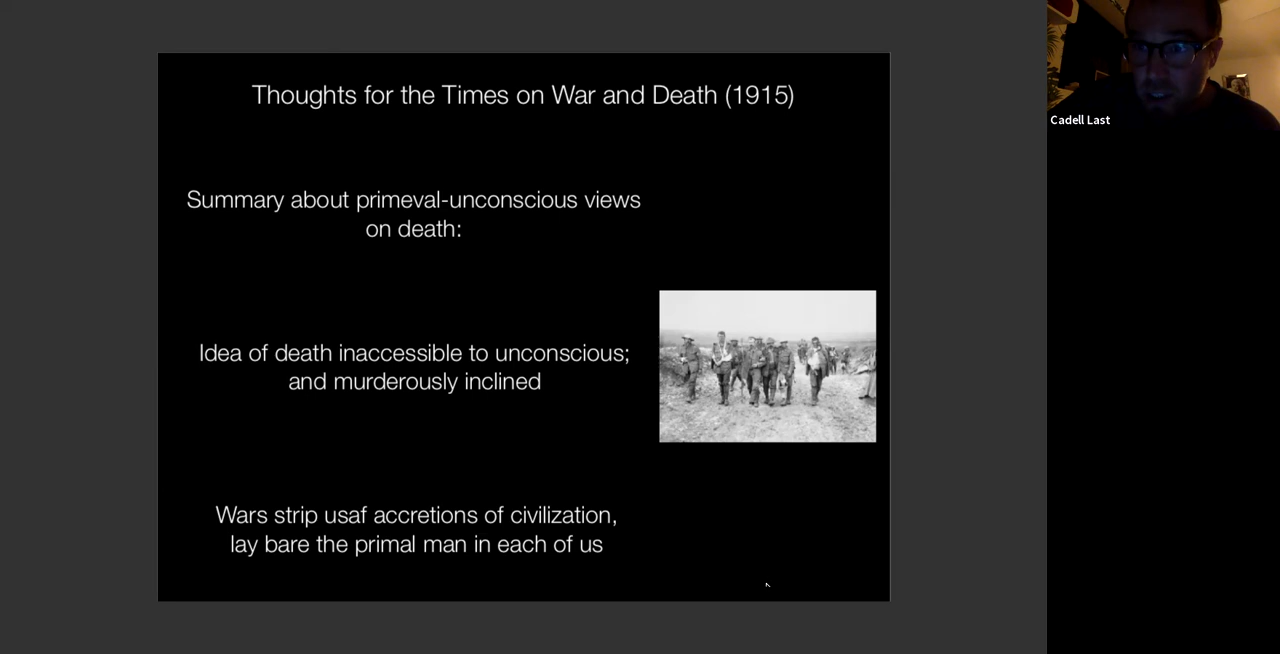 Thoughts for the Times on War and Death (1915)
Summary about primeval-unconscious views
on death:
Idea of death inaccessible to unconscious;
and murderously inclined
Wars strip usaf accretions of civilization,
lay bare the primal man in each of us
Cadell Last